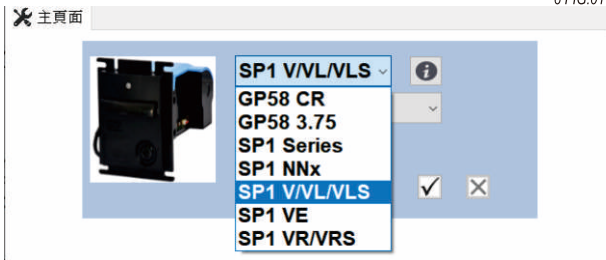 主頁面
SP1 V/VL/VLS
GP58 CR
GP58 3.75
SP1 Series
SP1 NNx
SP1 V/VL/VLS
SP1 VE
SP1 VR/VRS